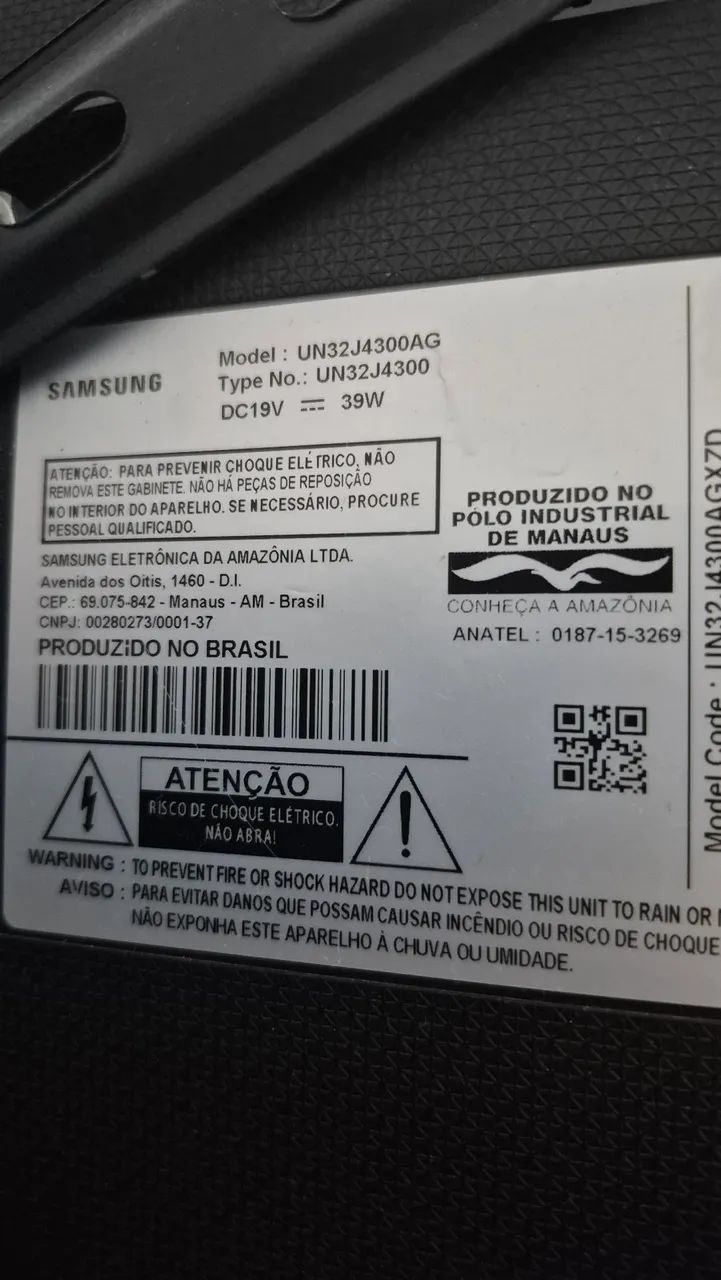 SAMSUNG
Model : UN32J4300AG
Type No.: UN32J4300
DC19V 39W
ATENÇÃO: PARA PREVENIR CHOQUE ELÉTRICO, NÃO
REMOVA ESTE GABINETE. NÃO HÁ PEÇAS DE REPOSIÇÃO
NO INTERIOR DO APARELHO. SE NECESSÁRIO, PROCURE
PESSOAL QUALIFICADO.
SAMSUNG ELETRÔNICA DA AMAZÔNIA LTDA.
Avenida dos Oitis, 1460 - D.I.
CEP.: 69.075-842 - Manaus - AM - Brasil
CNPJ: 00280273/0001-37
PRODUZIDO NO BRASIL
PRODUZIDO NO
PÓLO INDUSTRIAL
DE MANAUS
CONHEÇA A AMAZÔNIA
ANATEL : 0187-15-3269
ATENÇÃO
RISCO DE CHOQUE ELÉTRICO.
NÃO ABRA!
WARNING : TO PREVENT FIRE OR SHOCK HAZARD DO NOT EXPOSE THIS UNIT TO RAIN OR
AVISO : PARA EVITAR DANOS QUE POSSAM CAUSAR INCÊNDIO OU RISCO DE CHOQUE
NÃO EXPONHA ESTE APARELHO À CHUVA OU UMIDADE.
Model Code : UN32J4300AGXZD